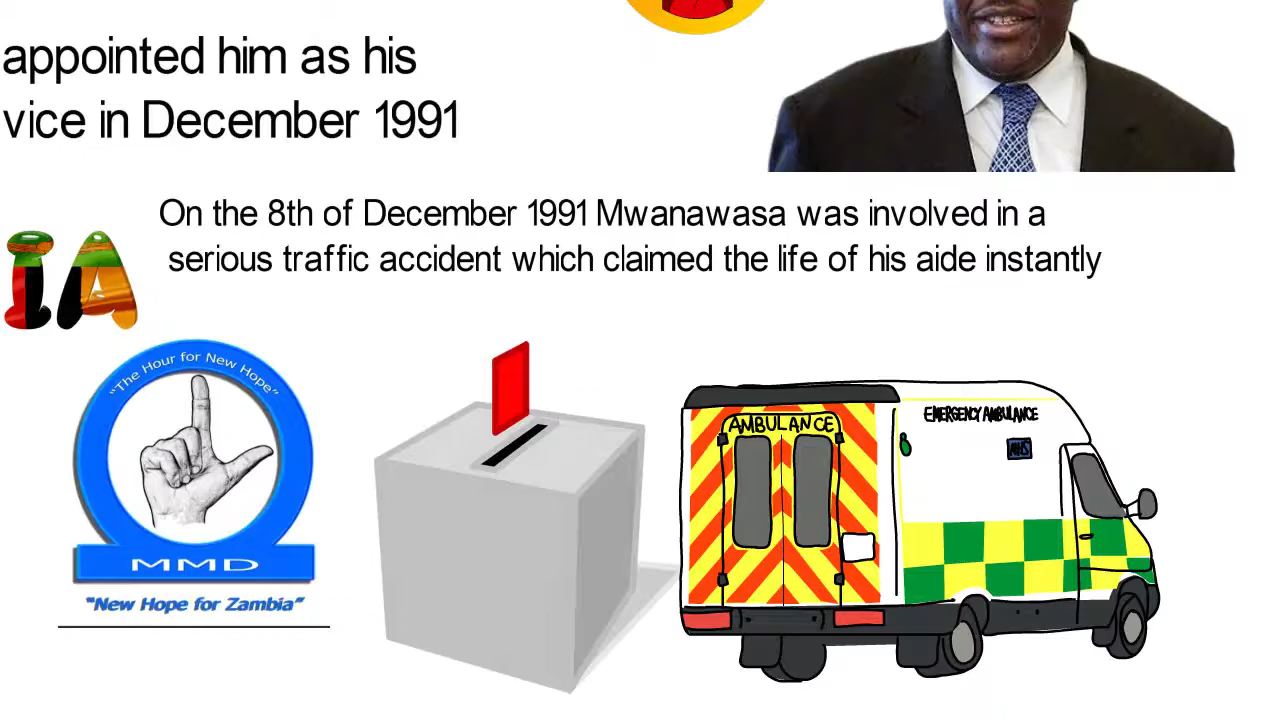 appointed him as his
vice in December 1991
On the 8th of December 1991 Mwanawasa was involved in a
serious traffic accident which claimed the life of his aide instantly
IA
"The Hour for New Hope"
MMD
"New Hope for Zambia"
AMBULANCE
EMERGENCY AMBULANCE
NHS